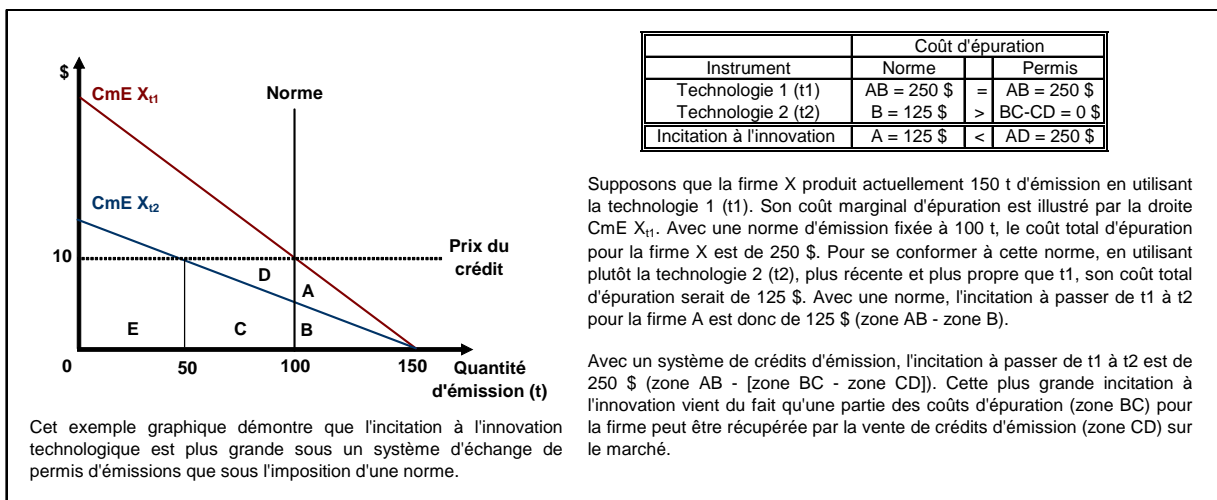 $
CmE Xt1
Norme
CmE Xt2
10
Prix du
crédit
D
A
E
C
B
0
50
100
150
Quantité
d'émission (t)
Cet exemple graphique démontre que l'incitation à l'innovation
technologique est plus grande sous un système d'échange de
permis d'émissions que sous l'imposition d'une norme.
Coût d'épuration
Instrument Norme Permis
Technologie 1 (t1) AB = 250 $ = AB = 250 $
Technologie 2 (t2) B = 125 $ > BC-CD = 0 $
Incitation à l'innovation A = 125 $ < AD = 250 $
Supposons que la firme X produit actuellement 150 t d'émission en utilisant
la technologie 1 (t1). Son coût marginal d'épuration est illustré par la droite
CmE Xt1. Avec une norme d'émission fixée à 100 t, le coût total d'épuration
pour la firme X est de 250 $. Pour se conformer à cette norme, en utilisant
plutôt la technologie 2 (t2), plus récente et plus propre que t1, son coût total
d'épuration serait de 125 $. Avec une norme, l'incitation à passer de t1 à t2
pour la firme A est donc de 125 $ (zone AB - zone B).
Avec un système de crédits d'émission, l'incitation à passer de t1 à t2 est de
250 $ (zone AB - [zone BC - zone CD]). Cette plus grande incitation à
l'innovation vient du fait qu'une partie des coûts d'épuration (zone BC) pour
la firme peut être récupérée par la vente de crédits d'émission (zone CD) sur
le marché.